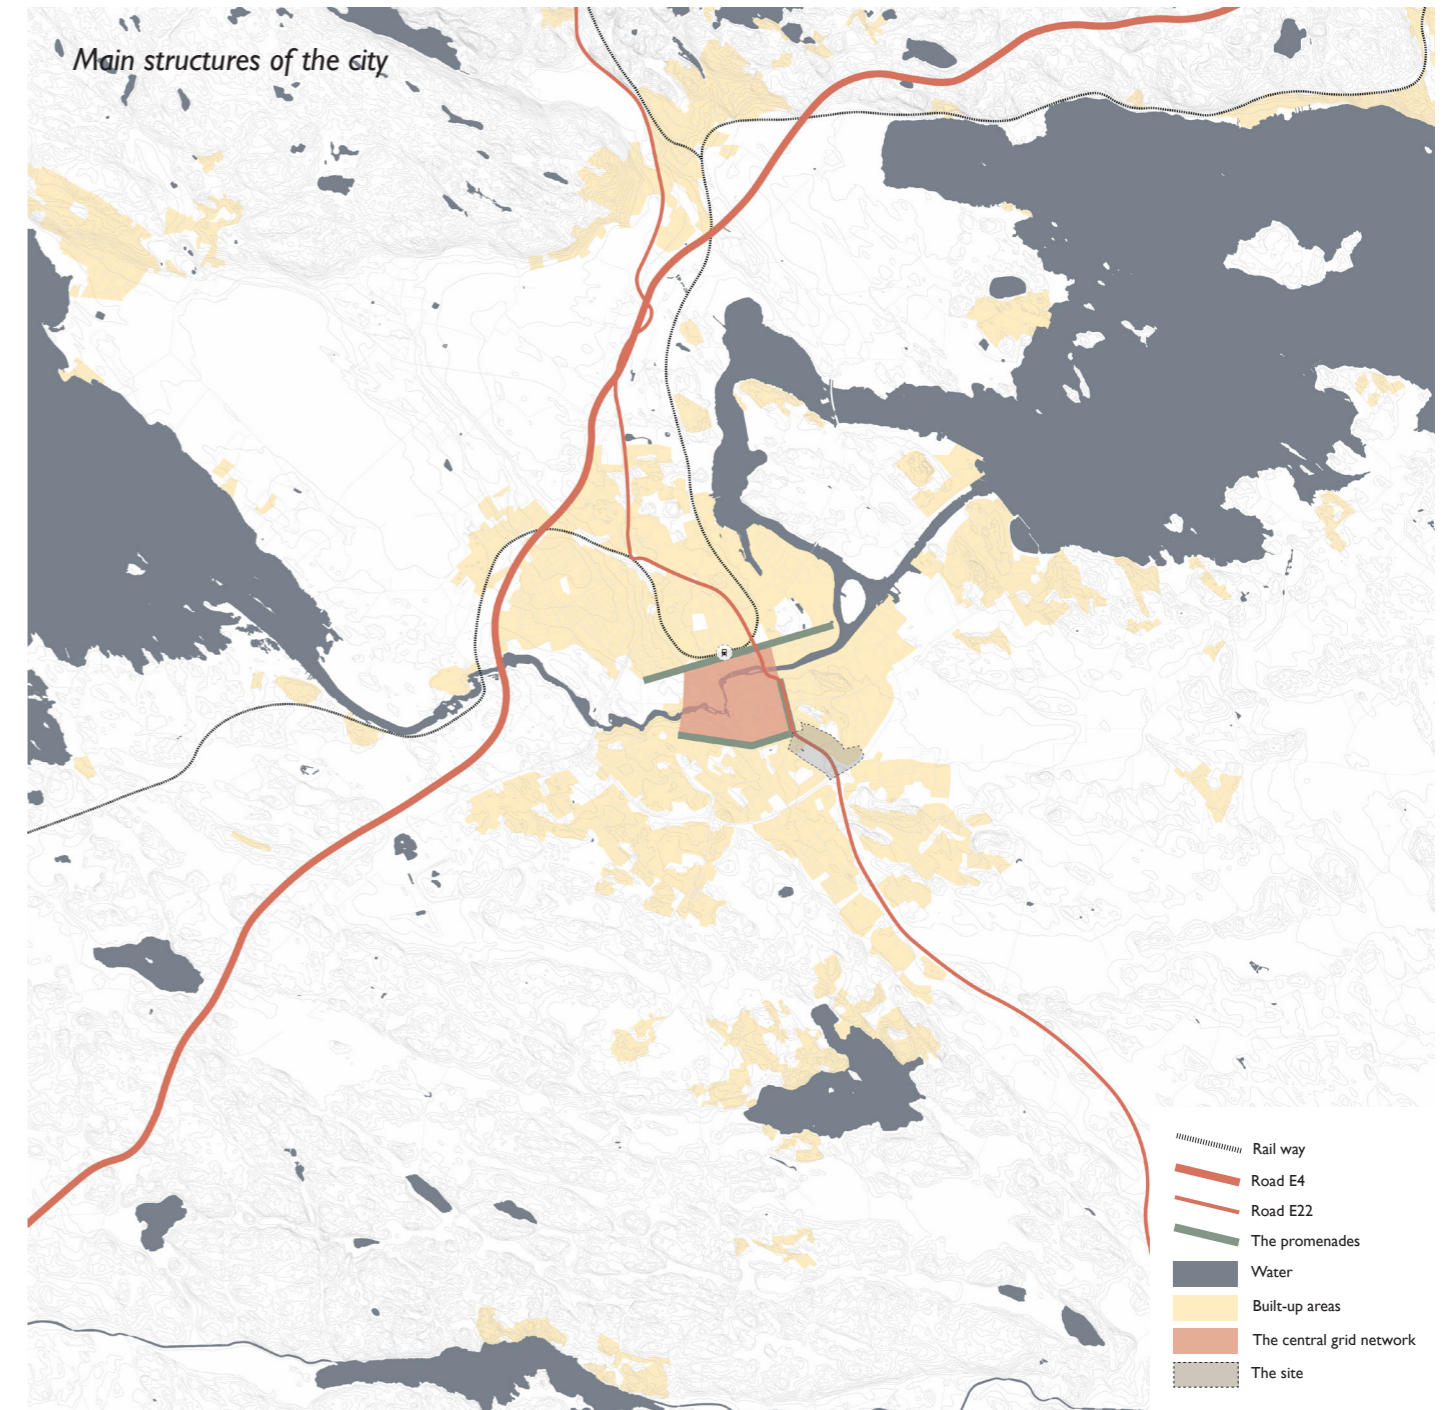 Main structures of the city
Rail way
Road E4
Road E22
The promenades
Water
Built-up areas
The central grid network
The site